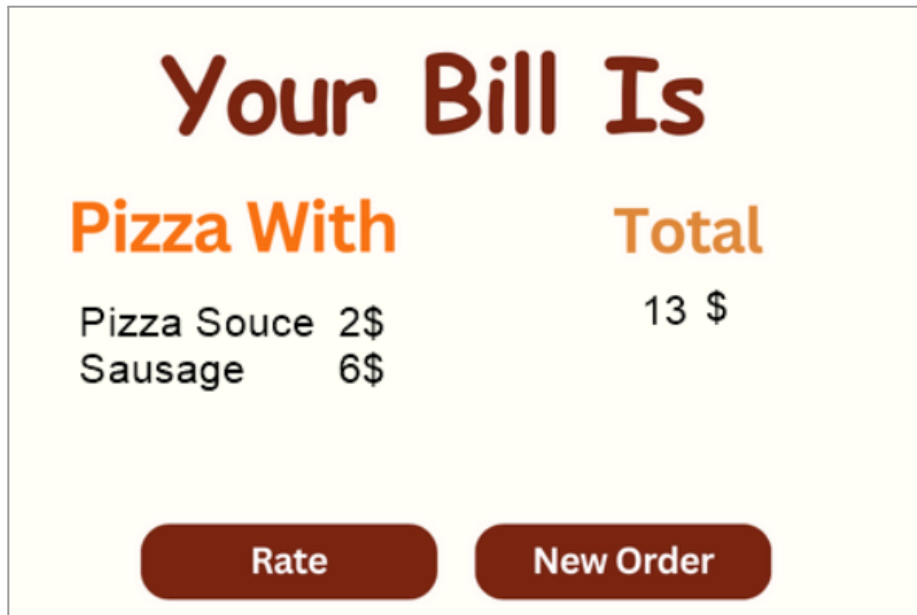 Your Bill Is
Pizza With
Pizza Souce 2$
Sausage 6$
Total
13 $
Rate
New Order